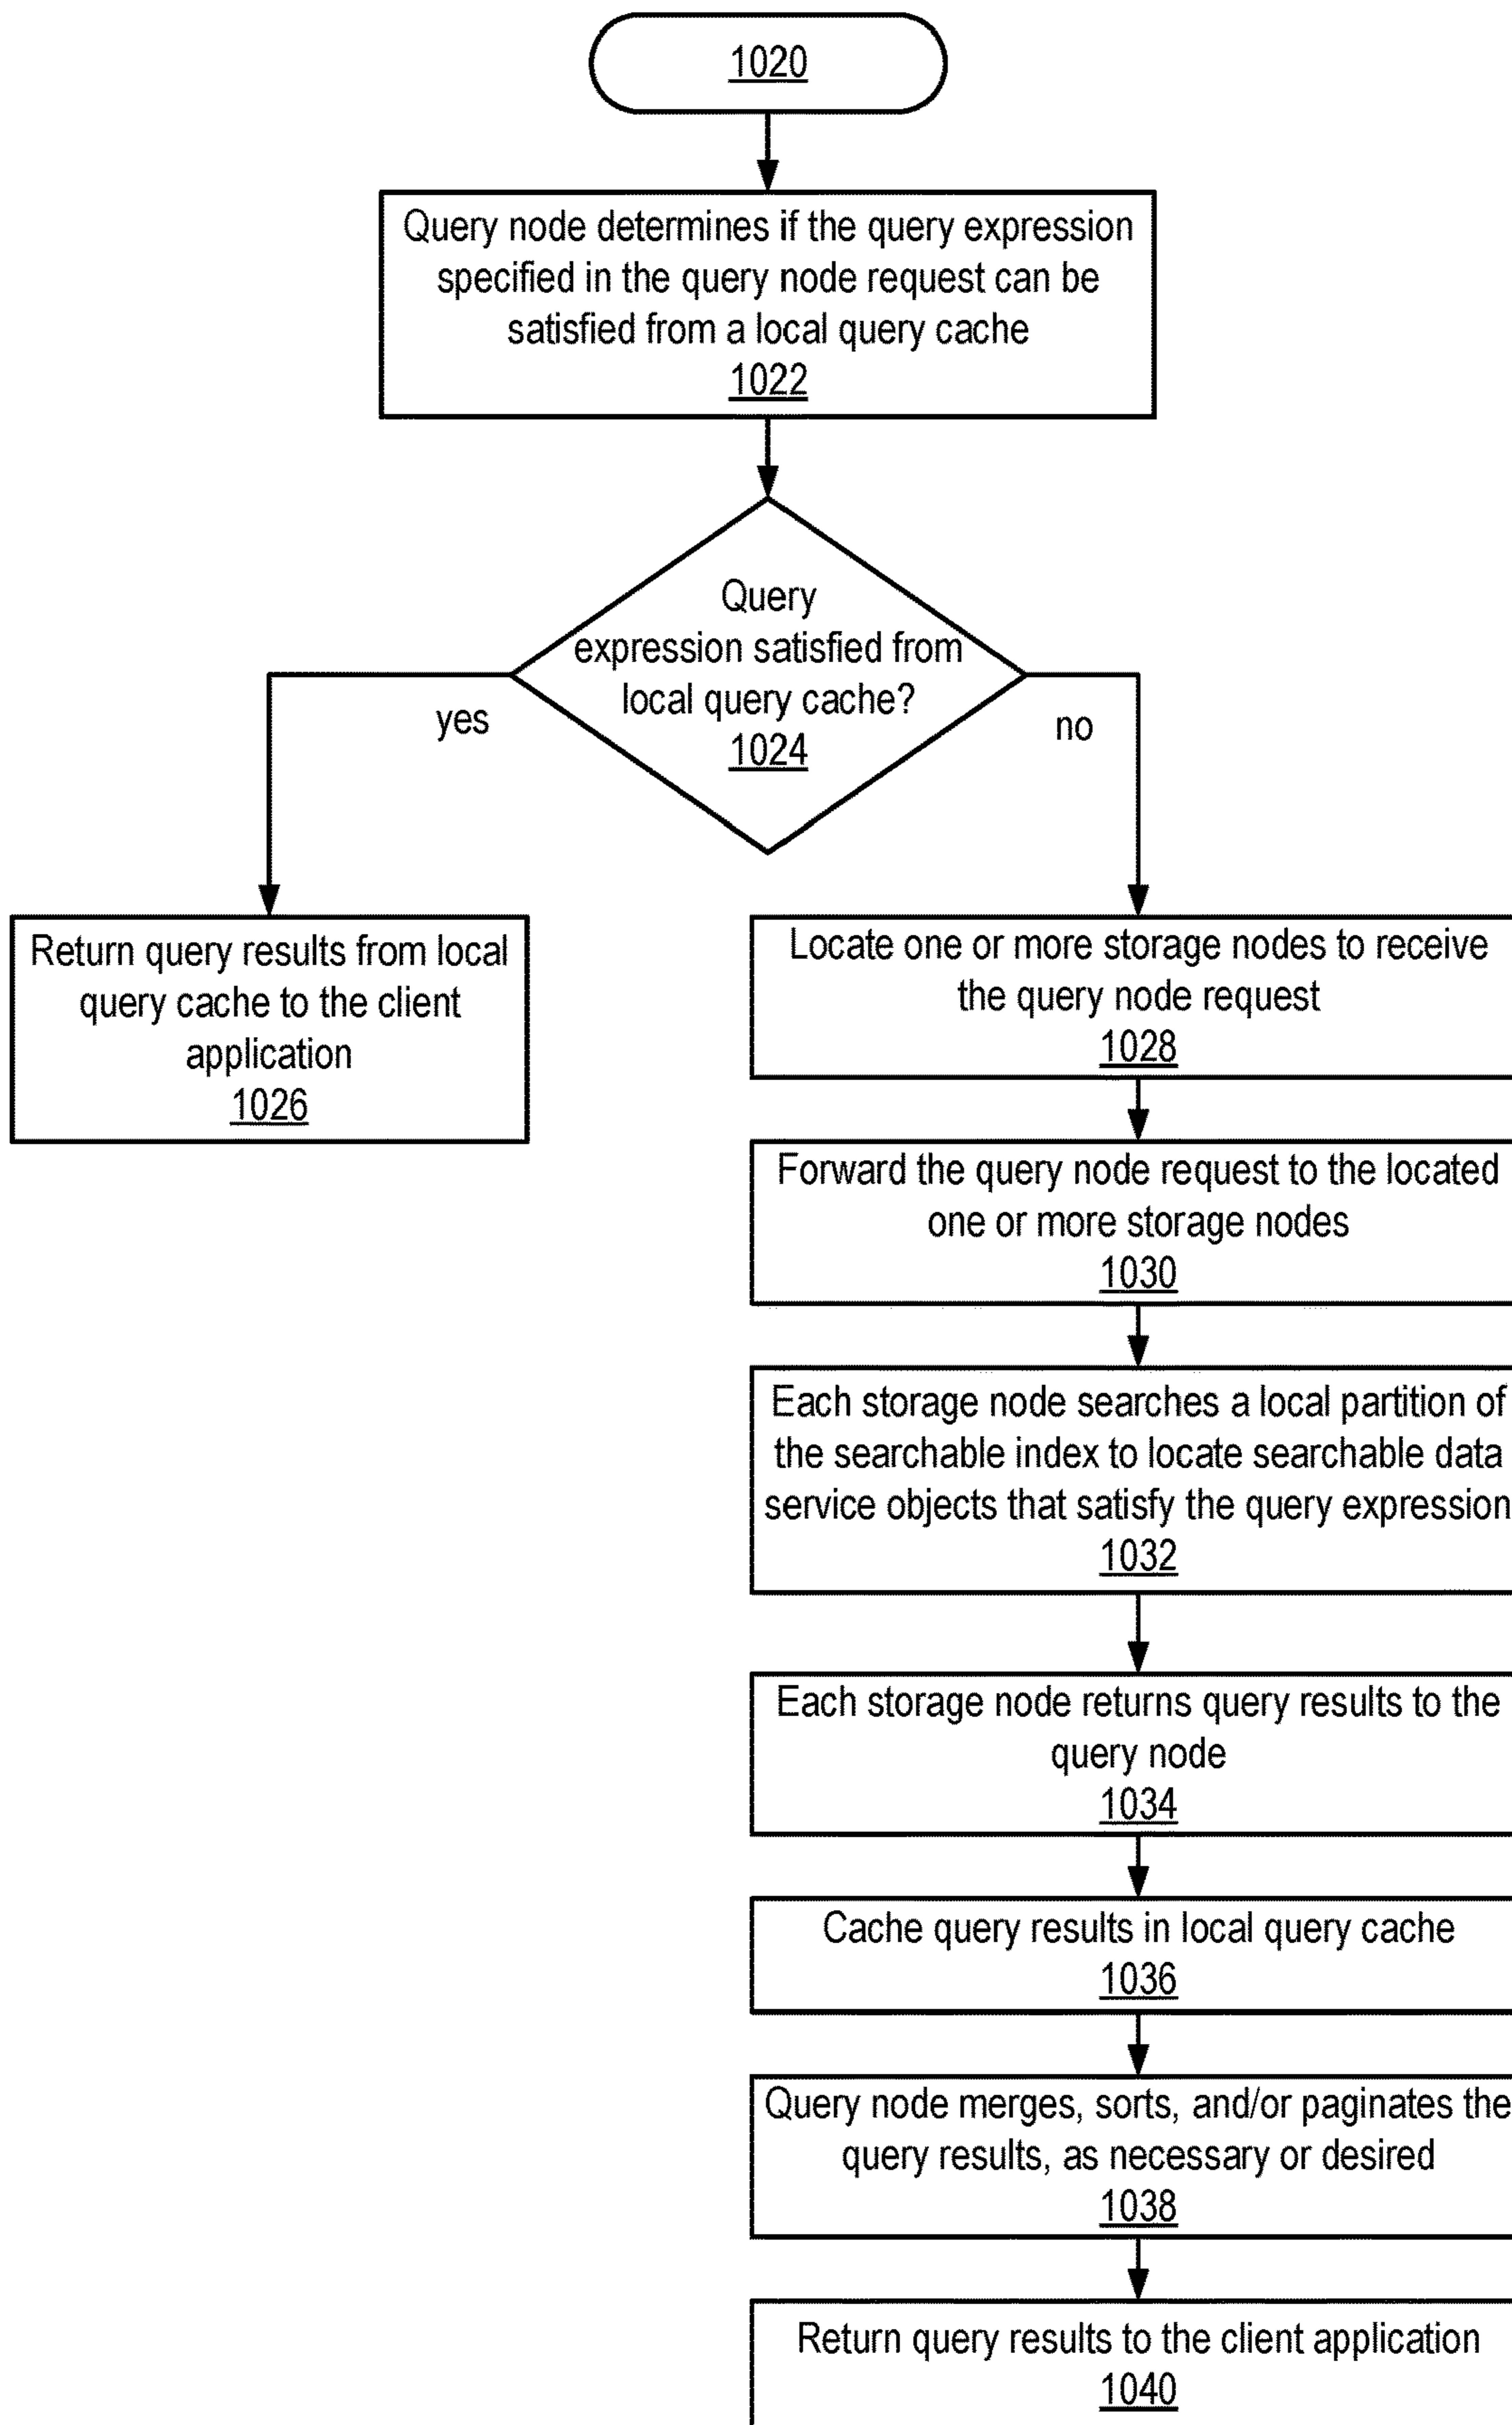 1020
Query node determines if the query expression
specified in the query node request can be
satisfied from a local query cache
1022
Query
expression satisfied from
local query cache?
1024
yes
no
Return query results from local
query cache to the client
application
1026
Locate one or more storage nodes to receive
the query node request
1028
Forward the query node request to the located
one or more storage nodes
1030
Each storage node searches a local partition of
the searchable index to locate searchable data
service objects that satisfy the query expression
1032
Each storage node returns query results to the
query node
1034
Cache query results in local query cache
1036
Query node merges, sorts, and/or paginates the
query results, as necessary or desired
1038
Return query results to the client application
1040